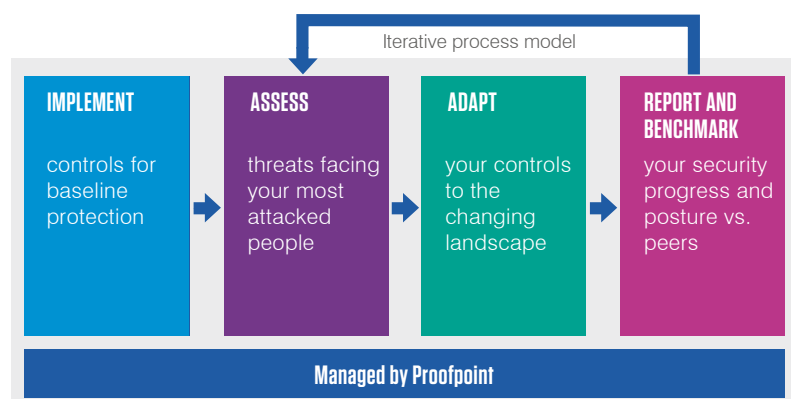 Iterative process model
IMPLEMENT
controls for
baseline
protection
ASSESS
threats facing
your most
attacked
people
ADAPT
your controls
to the
changing
landscape
REPORT AND
BENCHMARK
your security
progress and
posture vs.
peers
Managed by Proofpoint